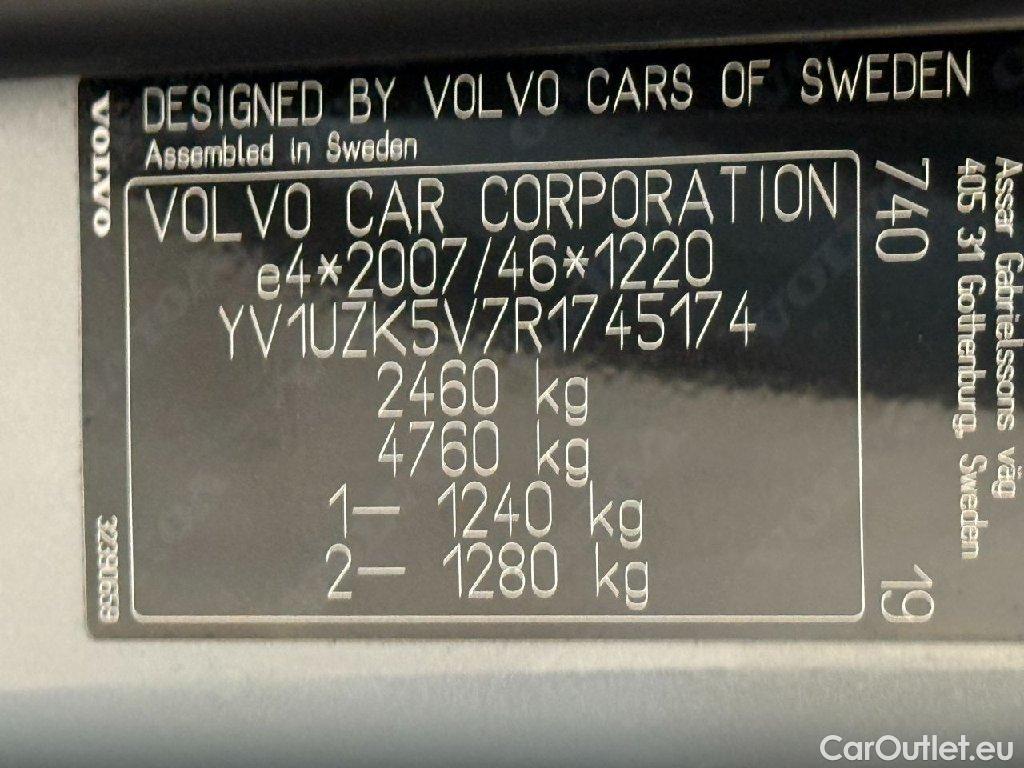 DESIGNED BY VOLVO CARS OF SWEDEN
Assembled in Sweden
VOLVO
VOLVO CAR CORPORATION
e4*2007/46*1220
YV1UZK5V7R1745174
2460 kg
4760 kg
1– 1240 kg
2– 1280 kg
740
19
Assar Gabrielssons väg
405 31 Gothenburg, Sweden
CarOutlet.eu